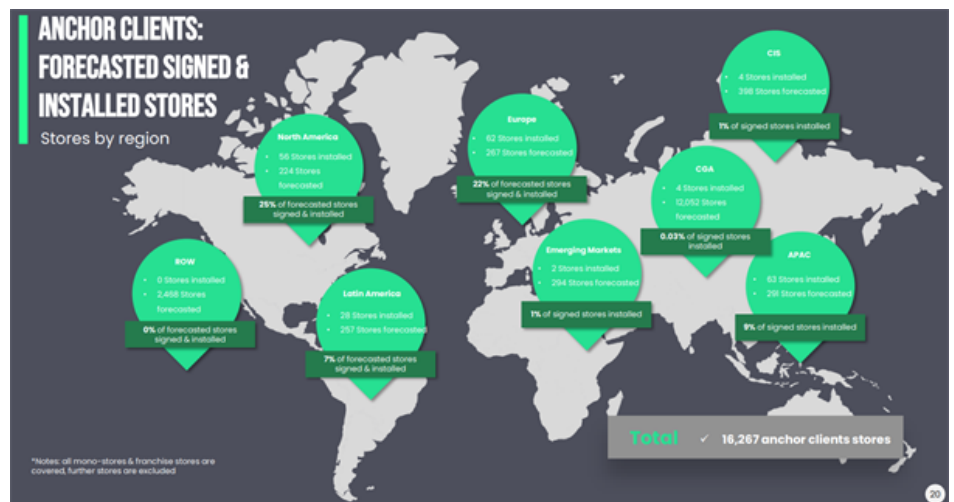 ANCHOR CLIENTS:
FORECASTED SIGNED &
INSTALLED STORES
Stores by region
CIS
• 4 Stores installed
• 398 Stores forecasted
1% of signed stores installed
Europe
• 62 Stores installed
• 267 Stores forecasted
22% of forecasted stores
signed & installed
North America
• 56 Stores installed
• 224 Stores
forecasted
25% of forecasted stores
signed & installed
CGA
• 4 Stores installed
• 12,052 Stores
forecasted
0.03% of signed stores
installed
Emerging Markets
• 2 Stores installed
• 294 Stores forecasted
1% of signed stores installed
APAC
• 63 Stores installed
• 291 Stores forecasted
9% of signed stores installed
ROW
• 0 Stores installed
• 2,468 Stores
forecasted
0% of forecasted stores
signed & installed
Latin America
• 28 Stores installed
• 257 Stores forecasted
7% of forecasted stores
signed & installed
Total ✓ 16,267 anchor clients stores
*Notes: all mono-stores & franchise stores are
covered, further stores are excluded
20